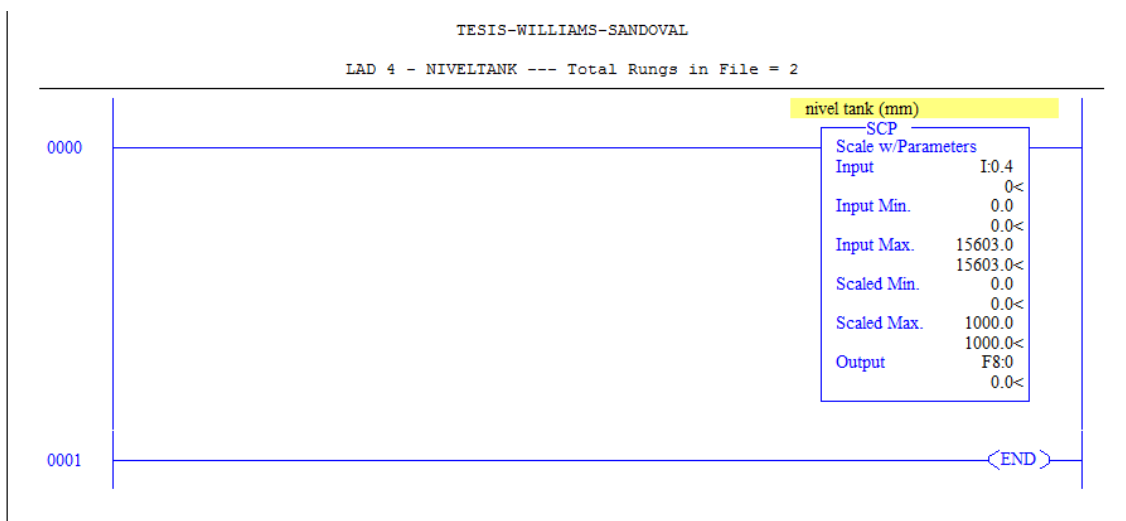 TESIS-WILLIAMS-SANDOVAL
LAD 4 - NIVELTANK --- Total Rungs in File = 2
nivel tank (mm)
SCP
0000
Scale w/Parameters
Input I:0.4
0<
Input Min. 0.0
0.0<
Input Max. 15603.0
15603.0<
Scaled Min. 0.0
0.0<
Scaled Max. 1000.0
1000.0<
Output F8:0
0.0<
0001 END